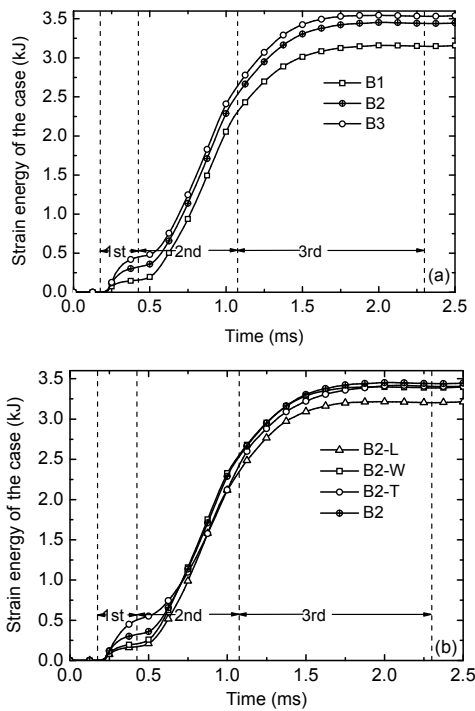 Strain energy of the case (kJ)
3.5
3.0
2.5
2.0
1.5
1.0
0.5
0.0
B1
B2
B3
1st
2nd
3rd
(a)
0.0 0.5 1.0 1.5 2.0 2.5
Time (ms)
Strain energy of the case (kJ)
3.5
3.0
2.5
2.0
1.5
1.0
0.5
0.0
B2-L
B2-W
B2-T
B2
1st
2nd
3rd
(b)
0.0 0.5 1.0 1.5 2.0 2.5
Time (ms)